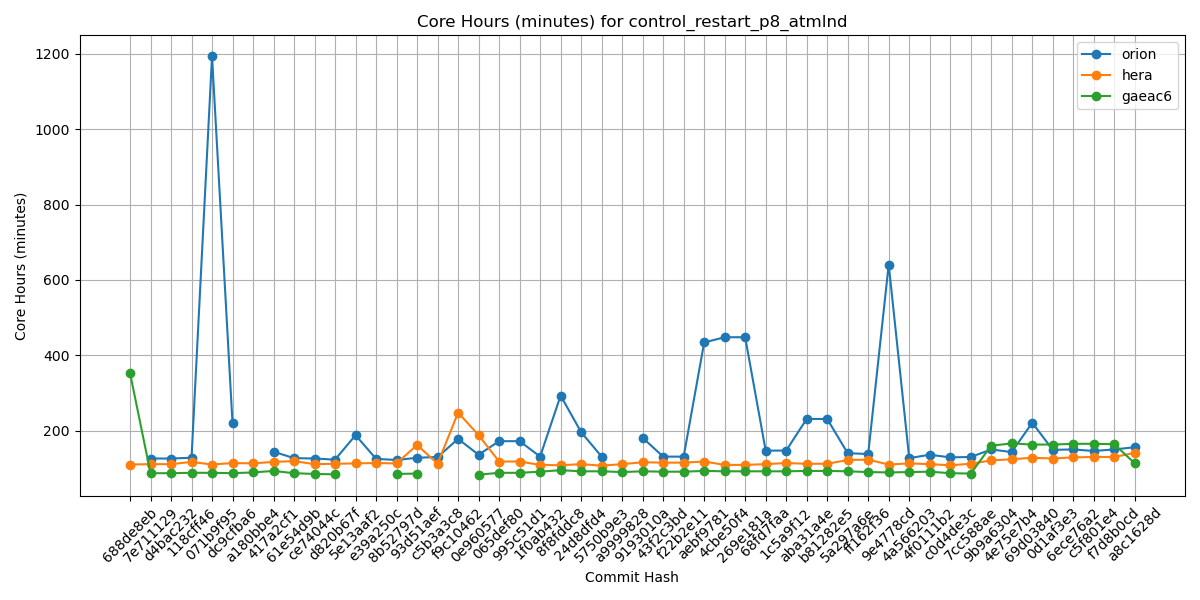 Core Hours (minutes) for control_restart_p8_atmlnd
orion
hera
gaeac6
Core Hours (minutes)
1200
1000
800
600
400
200
688de8eb
7e711129
d4bac232
118cff46
071b9f95
dc9cfba6
a180bbe4
417a2cf1
61e54d9b
ce74044c
d820b67f
5e13aaf2
e39a250c
8b52797d
93d51aef
c5b3a3c8
f9c10462
0e960577
065def80
995c51d1
1f0ab432
8f8fddc8
24d8dfd4
5750b9e3
a9999828
9193010a
43f2c3bd
f22b2e11
aebf9781
4cbe50f4
269e181a
68fd7faa
1c5a9f12
aba31a4e
b81282e5
5a2978a6e
ff162f36
9e4778cd
4a566203
4f011b2
c0d4de3c
7cc588ae
9b9a6304
4e75e7b4
69d03840
0d1af3e3
6ece76a2
c5f801e4
f7d8b0cd
a8c1628d
Commit Hash